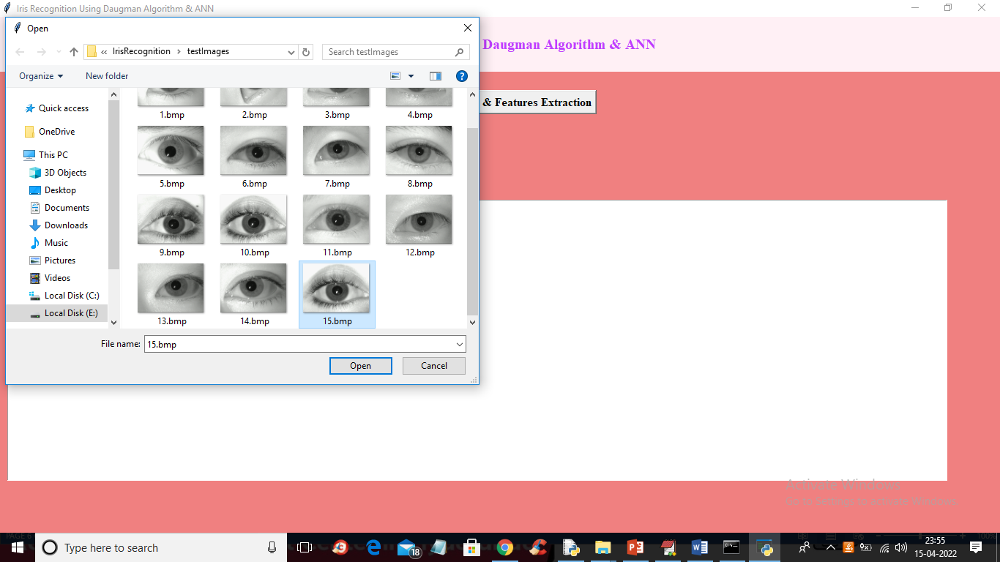 Iris Recognition Using Daugman Algorithm & ANN
Open
Daugman Algorithm & ANN
« IrisRecognition > testImages
Search testImages
Organize
New folder
& Features Extraction
Quick access
OneDrive
This PC
3D Objects
Desktop
Documents
Downloads
Music
Pictures
Videos
Local Disk (C:)
Local Disk (E:)
1.bmp
2.bmp
3.bmp
4.bmp
5.bmp
6.bmp
7.bmp
8.bmp
9.bmp
10.bmp
11.bmp
12.bmp
13.bmp
14.bmp
15.bmp
File name: 15.bmp
Open
Cancel
Activate Windows
Go to Settings to activate Windows.
PAGE 6
100%
Type here to search
18
23:55
15-04-2022